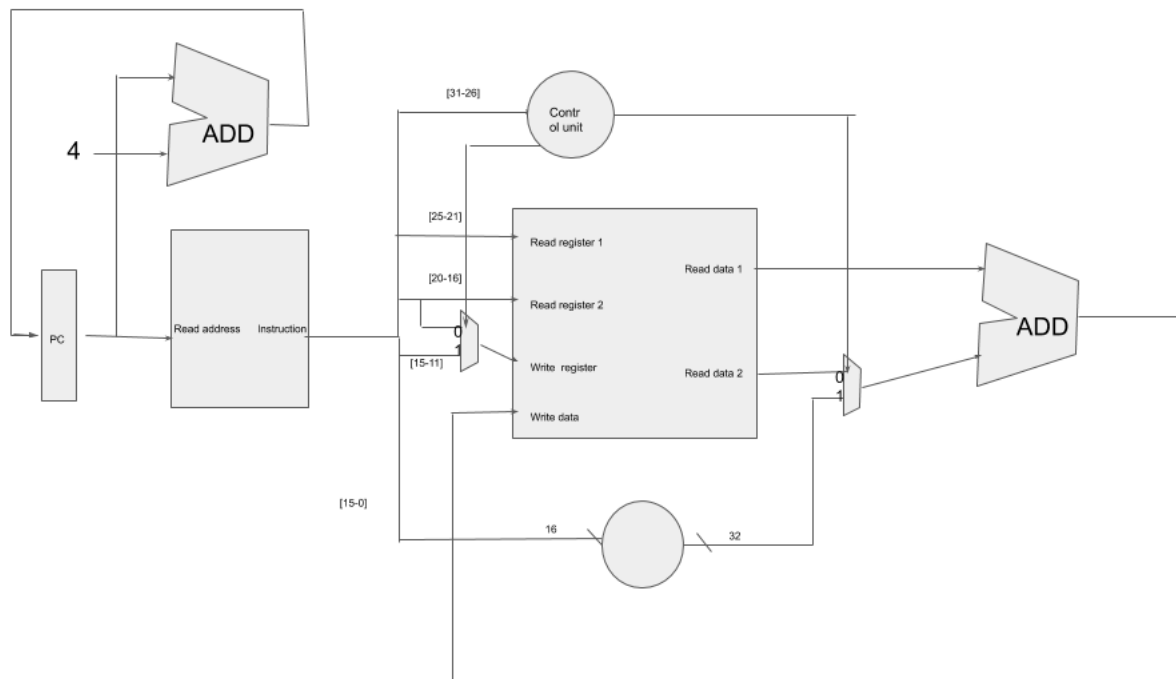 [31-26]
Contr
ol unit
ADD
4
[25-21]
Read register 1
Read data 1
[20-16]
Read register 2
ADD
Read address
Instruction
0
PC
1
[15-11]
Write register
Read data 2
0
1
Write data
[15-0]
16
32